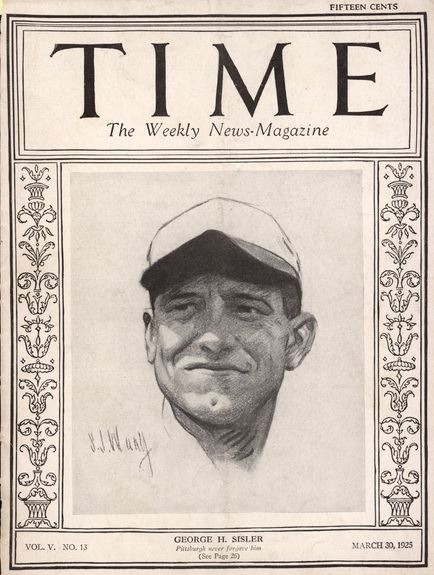 FIFTEEN CENTS
TIME
The Weekly News-Magazine
VOL. V. NO. 13
GEORGE H. SISLER
Pittsburgh never forgave him
(See Page 26)
MARCH 30, 1925